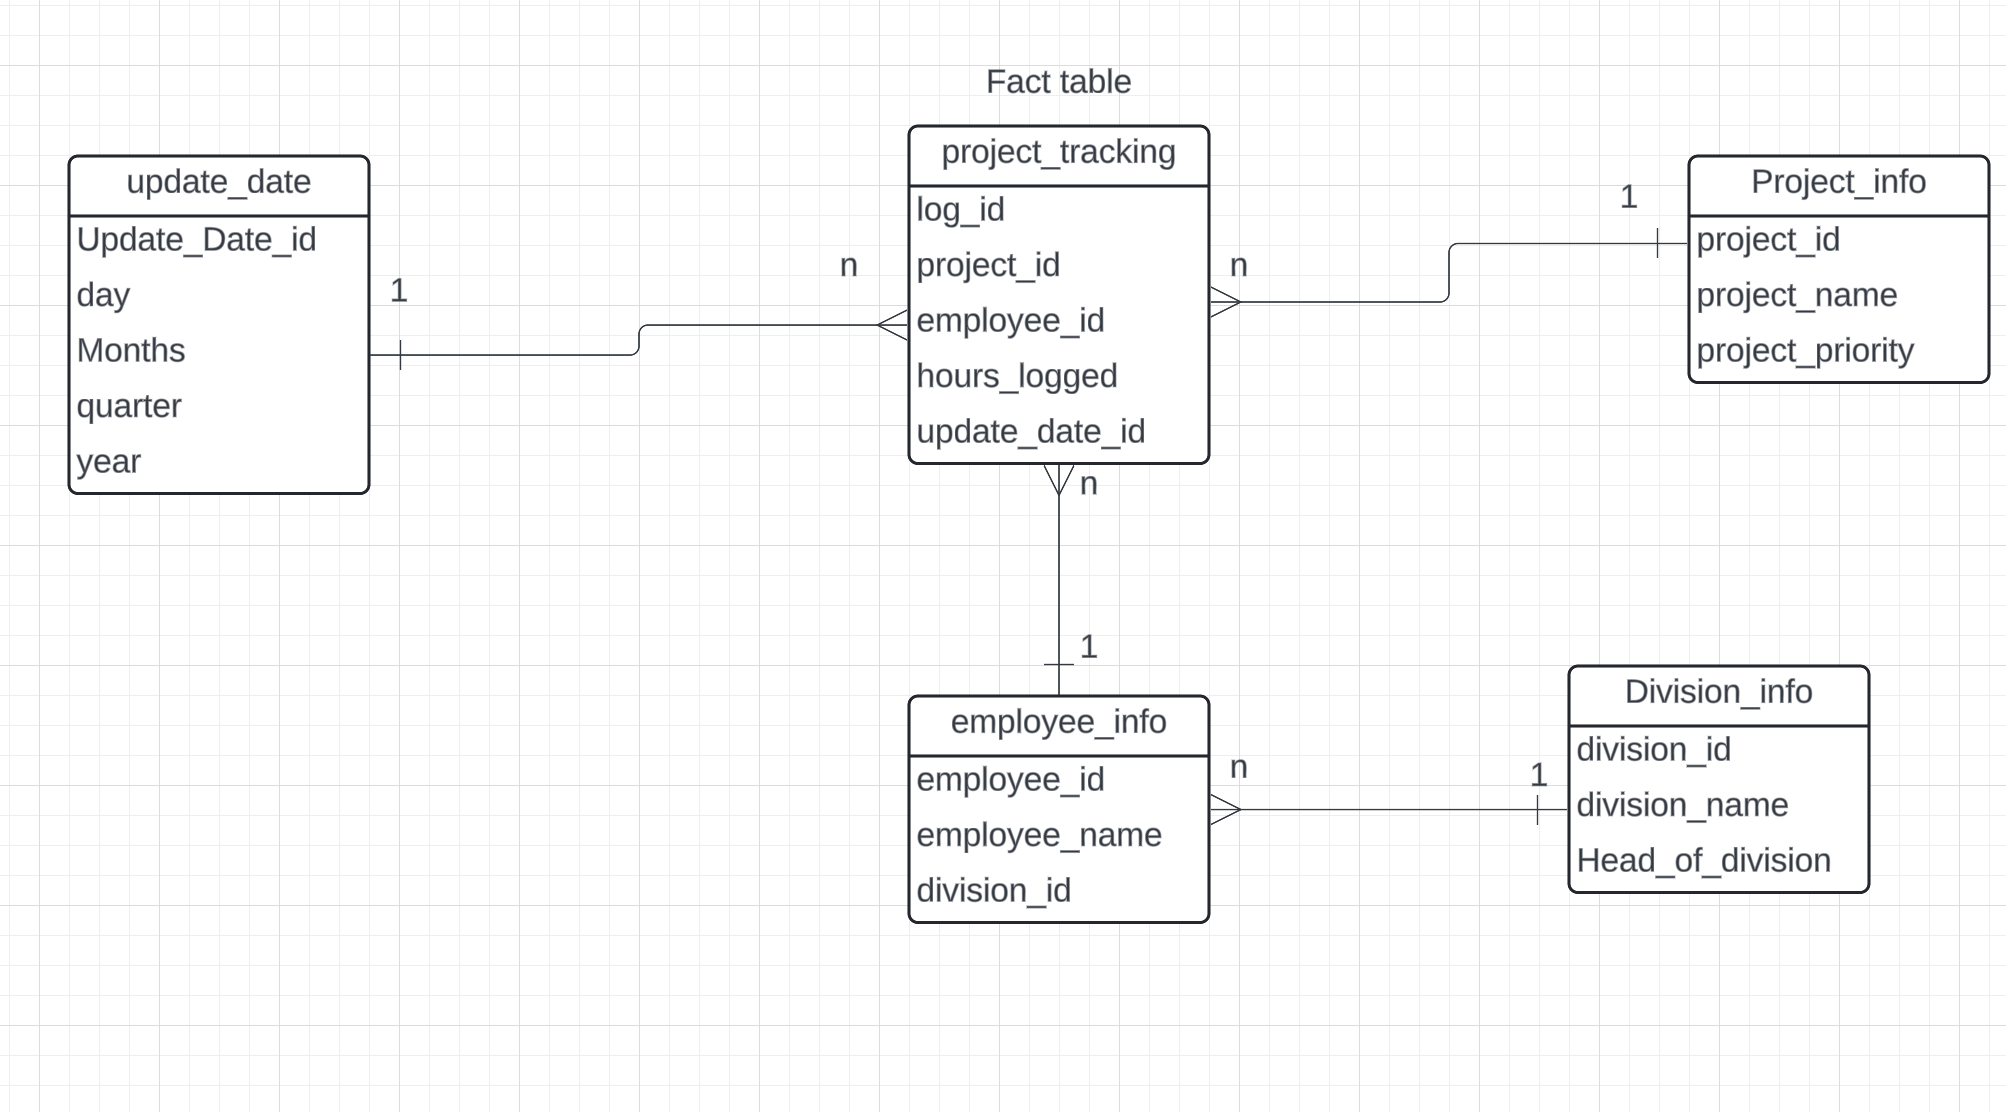 Fact table
update_date
Update_Date_id
day
Months
quarter
year
1
n
project_tracking
log_id
project_id
employee_id
hours_logged
update_date_id
n
1
Project_info
project_id
project_name
project_priority
n
1
employee_info
employee_id
employee_name
division_id
n
1
Division_info
division_id
division_name
Head_of_division